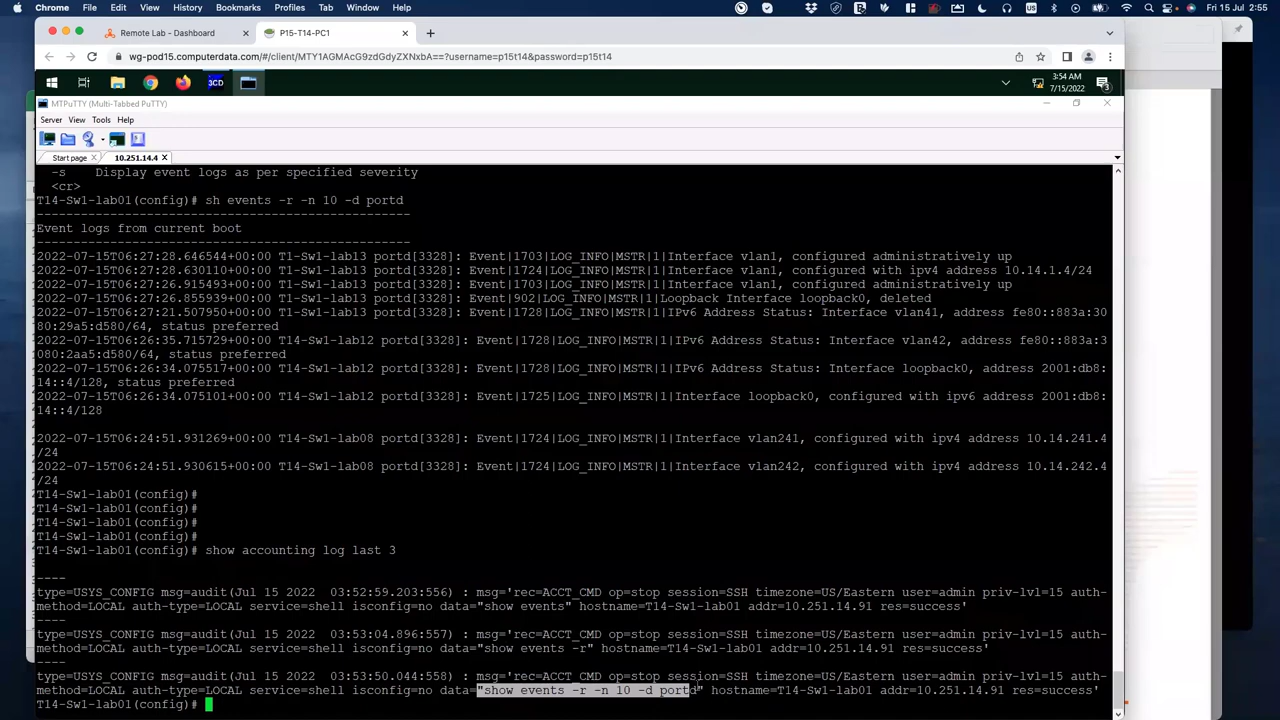 Chrome File Edit View History Bookmarks Profiles Tab Window Help Fri 15 Jul 2:55
Remote Lab - Dashboard P15-T14-PC1
wg-pod15.computerdata.com/#/client/MTY1AGMAcG9zdGdyZXNxbA==?username=p15t14&password=p15t14
3CD 3:54 AM
7/15/2022
3
MTPuTTY (Multi-Tabbed PuTTY)
Server View Tools Help
Start page 10.251.14.4
-s Display event logs as per specified severity
<cr>
T14-Sw1-lab01(config)# sh events -r -n 10 -d portd
---------------------------------------------------
Event logs from current boot
---------------------------------------------------
2022-07-15T06:27:28.646544+00:00 T1-Sw1-lab13 portd[3328]: Event|1703|LOG_INFO|MSTR|1|Interface vlan1, configured administratively up
2022-07-15T06:27:28.630110+00:00 T1-Sw1-lab13 portd[3328]: Event|1724|LOG_INFO|MSTR|1|Interface vlan1, configured with ipv4 address 10.14.1.4/24
2022-07-15T06:27:26.915493+00:00 T1-Sw1-lab13 portd[3328]: Event|1703|LOG_INFO|MSTR|1|Interface vlan1, configured administratively up
2022-07-15T06:27:26.855939+00:00 T1-Sw1-lab13 portd[3328]: Event|902|LOG_INFO|MSTR|1|Loopback Interface loopback0, deleted
2022-07-15T06:27:21.507950+00:00 T1-Sw1-lab13 portd[3328]: Event|1728|LOG_INFO|MSTR|1|IPv6 Address Status: Interface vlan41, address fe80::883a:30
80:29a5:d580/64, status preferred
2022-07-15T06:26:35.715729+00:00 T14-Sw1-lab12 portd[3328]: Event|1728|LOG_INFO|MSTR|1|IPv6 Address Status: Interface vlan42, address fe80::883a:3
080:2aa5:d580/64, status preferred
2022-07-15T06:26:34.075517+00:00 T14-Sw1-lab12 portd[3328]: Event|1728|LOG_INFO|MSTR|1|IPv6 Address Status: Interface loopback0, address 2001:db8:
14::4/128, status preferred
2022-07-15T06:26:34.075101+00:00 T14-Sw1-lab12 portd[3328]: Event|1725|LOG_INFO|MSTR|1|Interface loopback0, configured with ipv6 address 2001:db8:
14::4/128
2022-07-15T06:24:51.931269+00:00 T14-Sw1-lab08 portd[3328]: Event|1724|LOG_INFO|MSTR|1|Interface vlan241, configured with ipv4 address 10.14.241.4
/24
2022-07-15T06:24:51.930615+00:00 T14-Sw1-lab08 portd[3328]: Event|1724|LOG_INFO|MSTR|1|Interface vlan242, configured with ipv4 address 10.14.242.4
/24
T14-Sw1-lab01(config)#
T14-Sw1-lab01(config)#
T14-Sw1-lab01(config)#
T14-Sw1-lab01(config)#
T14-Sw1-lab01(config)# show accounting log last 3
----
type=USYS_CONFIG msg=audit(Jul 15 2022 03:52:59.203:556) : msg='rec=ACCT_CMD op=stop session=SSH timezone=US/Eastern user=admin priv-lvl=15 auth-
method=LOCAL auth-type=LOCAL service=shell isconfig=no data="show events" hostname=T14-Sw1-lab01 addr=10.251.14.91 res=success'
----
type=USYS_CONFIG msg=audit(Jul 15 2022 03:53:04.896:557) : msg='rec=ACCT_CMD op=stop session=SSH timezone=US/Eastern user=admin priv-lvl=15 auth-
method=LOCAL auth-type=LOCAL service=shell isconfig=no data="show events -r" hostname=T14-Sw1-lab01 addr=10.251.14.91 res=success'
----
type=USYS_CONFIG msg=audit(Jul 15 2022 03:53:50.044:558) : msg='rec=ACCT_CMD op=stop session=SSH timezone=US/Eastern user=admin priv-lvl=15 auth-
method=LOCAL auth-type=LOCAL service=shell isconfig=no data="show events -r -n 10 -d portd" hostname=T14-Sw1-lab01 addr=10.251.14.91 res=success'
T14-Sw1-lab01(config)#